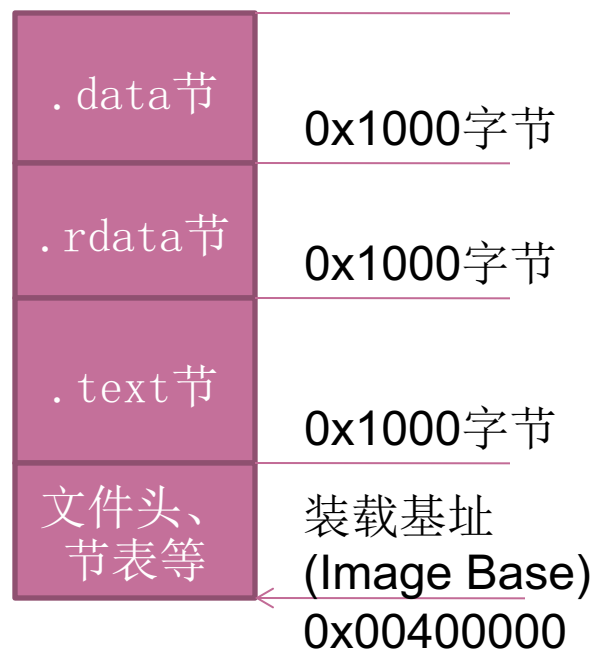 .data节
0x1000字节
.rdata节
0x1000字节
.text节
0x1000字节
文件头、
节表等
装载基址
(Image Base)
0x00400000